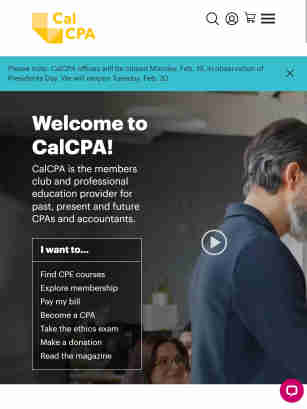 Cal
CPA
Please note: CalCPA offices will be closed Monday, Feb. 19, in observation of
Presidents Day. We will reopen Tuesday, Feb. 20.
Welcome to
CalCPA!
CalCPA is the members
club and professional
education provider for
past, present and future
CPAs and accountants.
I want to...
Find CPE courses
Explore membership
Pay my bill
Become a CPA
Take the ethics exam
Make a donation
Read the magazine